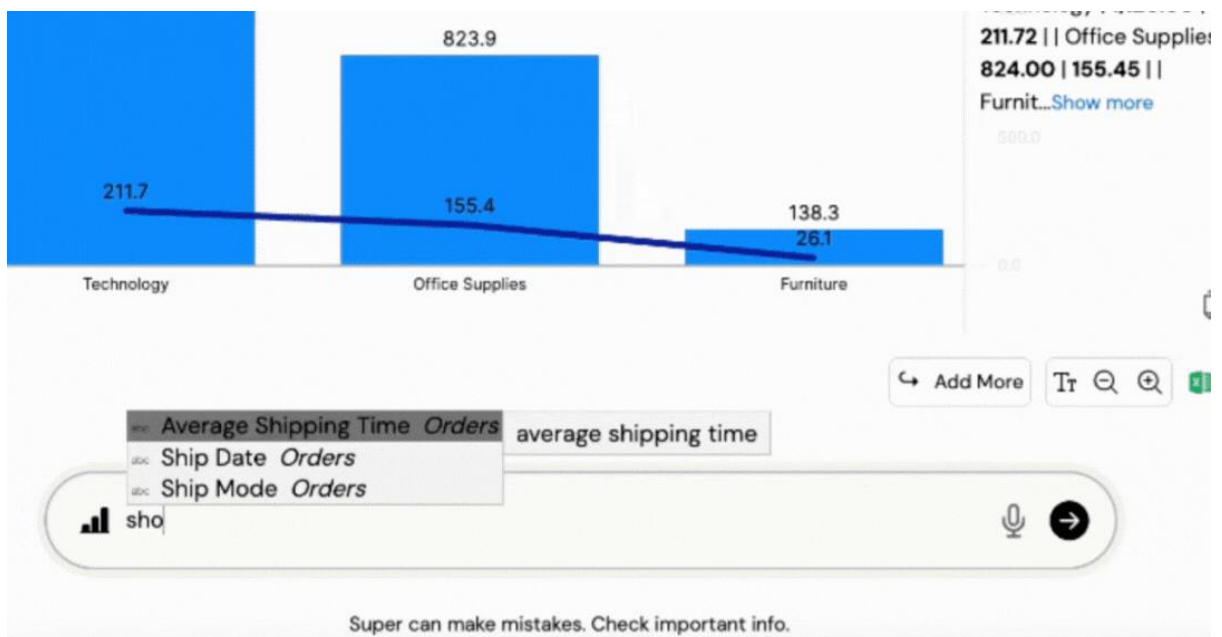 211.72 | | Office Supplies
824.00 | 155.45 | |
Furnit...Show more
823.9
500.0
211.7
155.4
138.3
26.1
0.0
Technology
Office Supplies
Furniture
Add More
Average Shipping Time Orders
average shipping time
abc Ship Date Orders
abc Ship Mode Orders
sho
Super can make mistakes. Check important info.